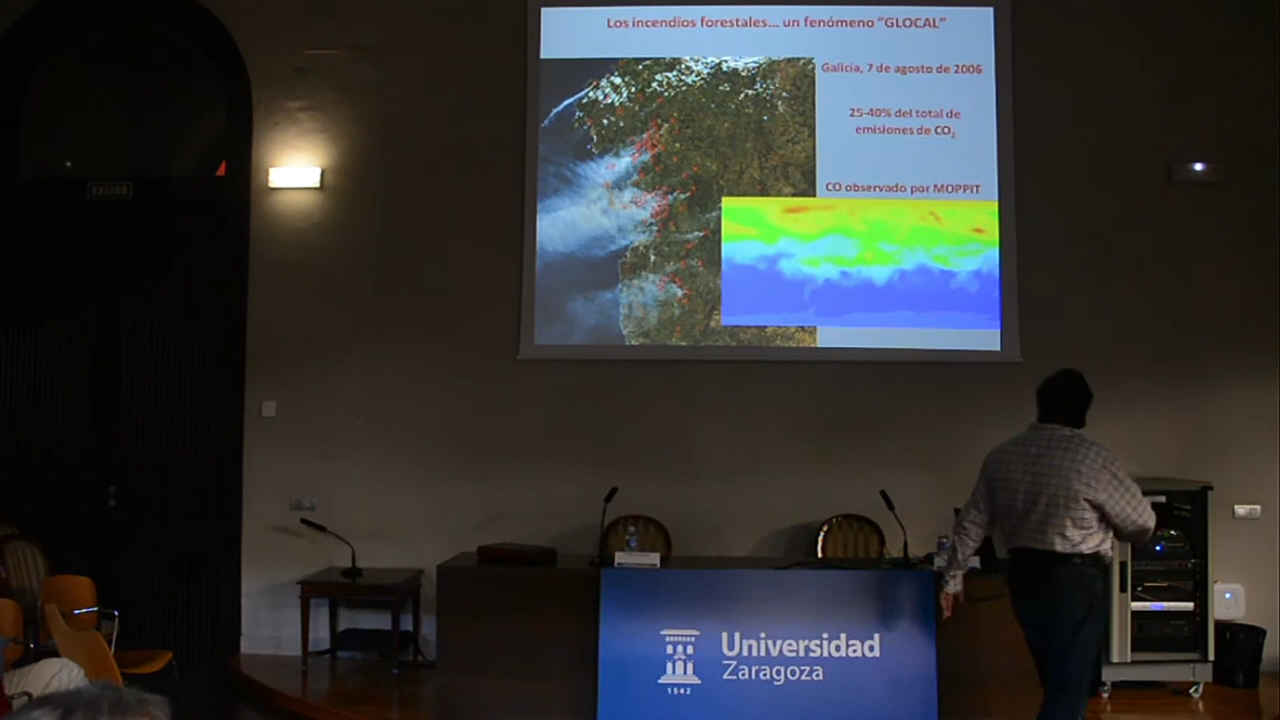 Los incendios forestales... un fenómeno "GLOCAL"
Galicia, 7 de agosto de 2006
25-40% del total de
emisiones de CO₂
CO observado por MOPPIT
SALIDA
Universidad
Zaragoza
1542